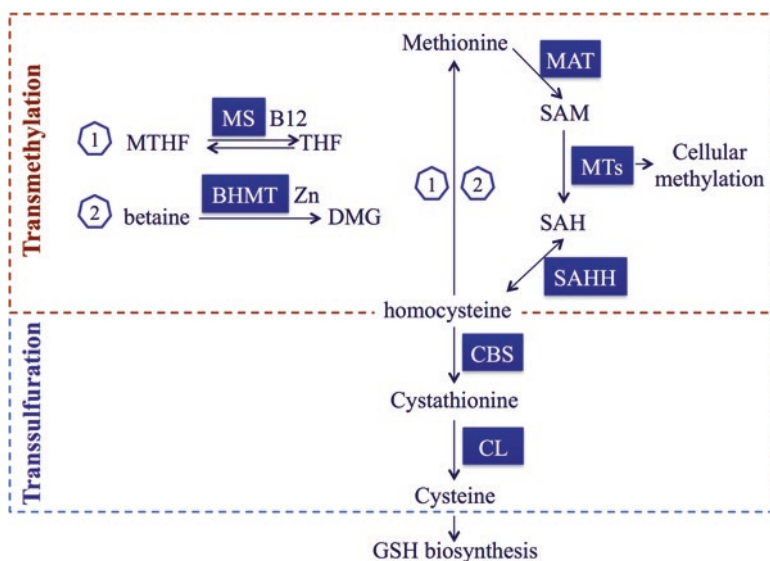 Transmethylation
Methionine
MAT
SAM
MS B12
1 MTHF THF
MTs Cellular
methylation
1 2
BHMT Zn
2 betaine DMG
SAH
SAHH
homocysteine
Transsulfuration
CBS
Cystathionine
CL
Cysteine
GSH biosynthesis